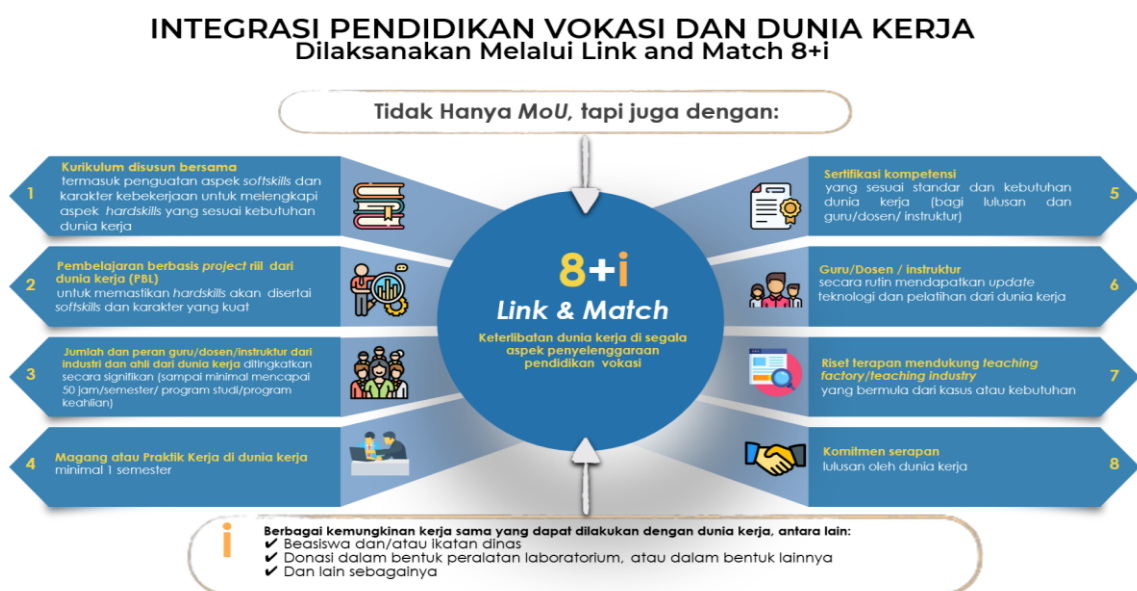 INTEGRASI PENDIDIKAN VOKASI DAN DUNIA KERJA
Dilaksanakan Melalui Link and Match 8+i
Tidak Hanya MoU, tapi juga dengan:
1
Kurikulum disusun bersama
termasuk penguatan aspek softskills dan
karakter kebekerjaan untuk melengkapi
aspek hardskills yang sesuai kebutuhan
dunia kerja
2
Pembelajaran berbasis project riil dari
dunia kerja (PBL)
untuk memastikan hardskills akan disertai
softskills dan karakter yang kuat
3
Jumlah dan peran guru/dosen/instruktur dari
industri dan ahli dari dunia kerja ditingkatkan
secara signifikan (sampai minimal mencapai
50 jam/semester/ program studi/program
keahlian)
4
Magang atau Praktik Kerja di dunia kerja
minimal 1 semester
8+i
Link & Match
Keterlibatan dunia kerja di segala
aspek penyelenggaraan
pendidikan vokasi
Sertifikasi kompetensi
yang sesuai standar dan kebutuhan
dunia kerja (bagi lulusan dan
guru/dosen/ instruktur)
5
Guru/Dosen / instruktur
secara rutin mendapatkan update
teknologi dan pelatihan dari dunia kerja
6
Riset terapan mendukung teaching
factory/teaching industry
yang bermula dari kasus atau kebutuhan
7
Komitmen serapan
lulusan oleh dunia kerja
8
i
Berbagai kemungkinan kerja sama yang dapat dilakukan dengan dunia kerja, antara lain:
✔ Beasiswa dan/atau ikatan dinas
✔ Donasi dalam bentuk peralatan laboratorium, atau dalam bentuk lainnya
✔ Dan lain sebagainya